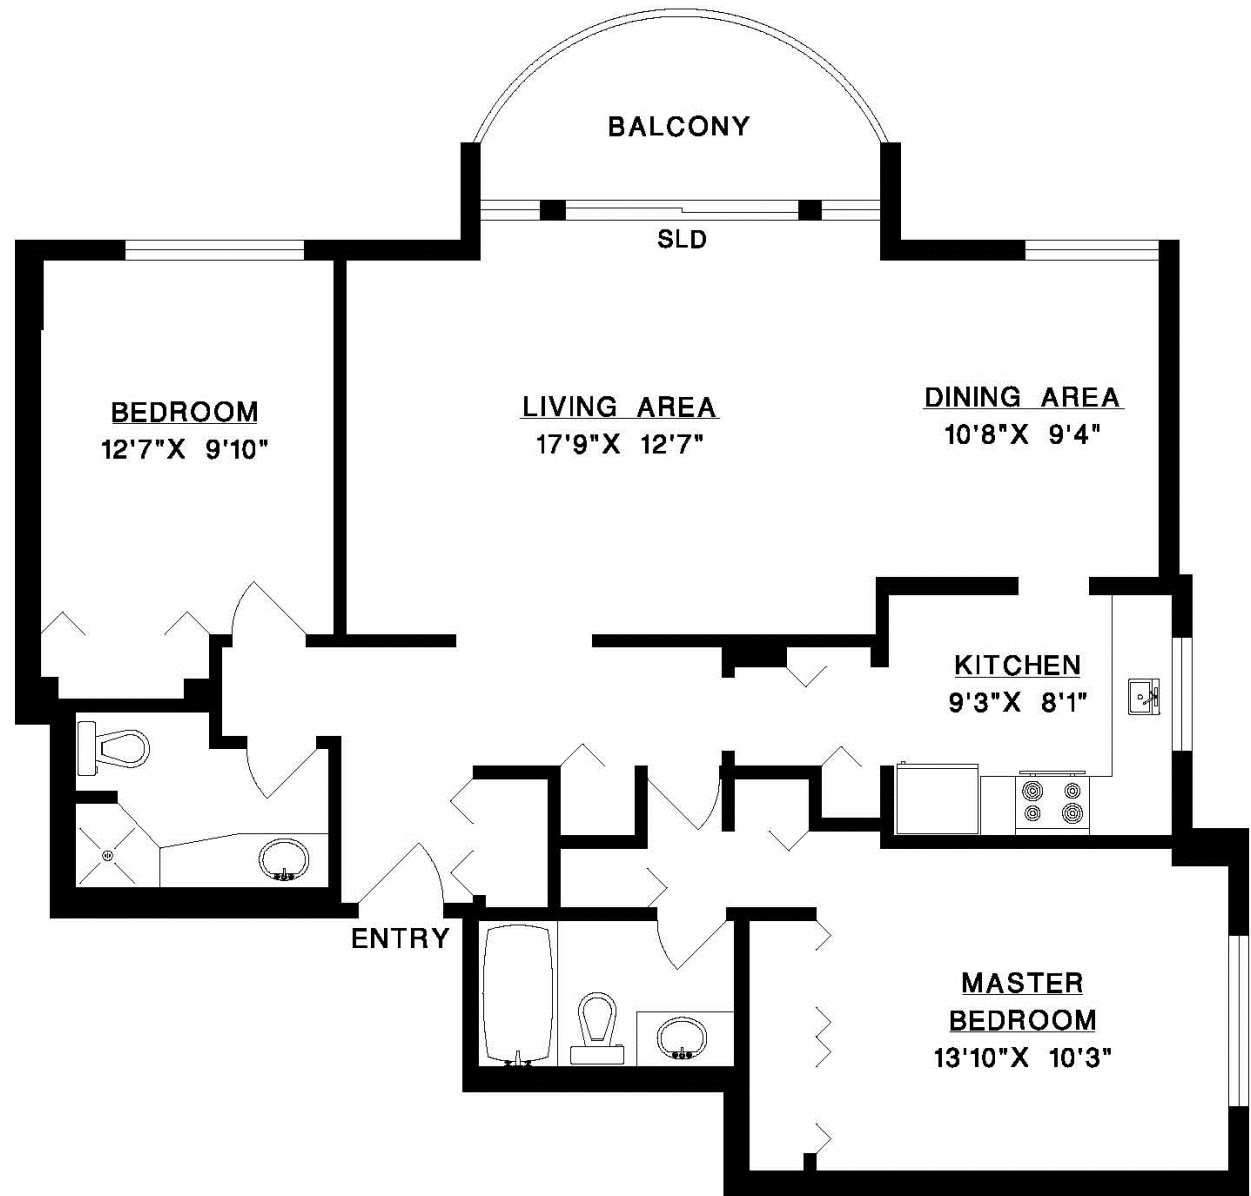 BALCONY
SLD
BEDROOM
12'7"X 9'10"
LIVING AREA
17'9"X 12'7"
DINING AREA
10'8"X 9'4"
KITCHEN
9'3"X 8'1"
ENTRY
MASTER
BEDROOM
13'10"X 10'3"